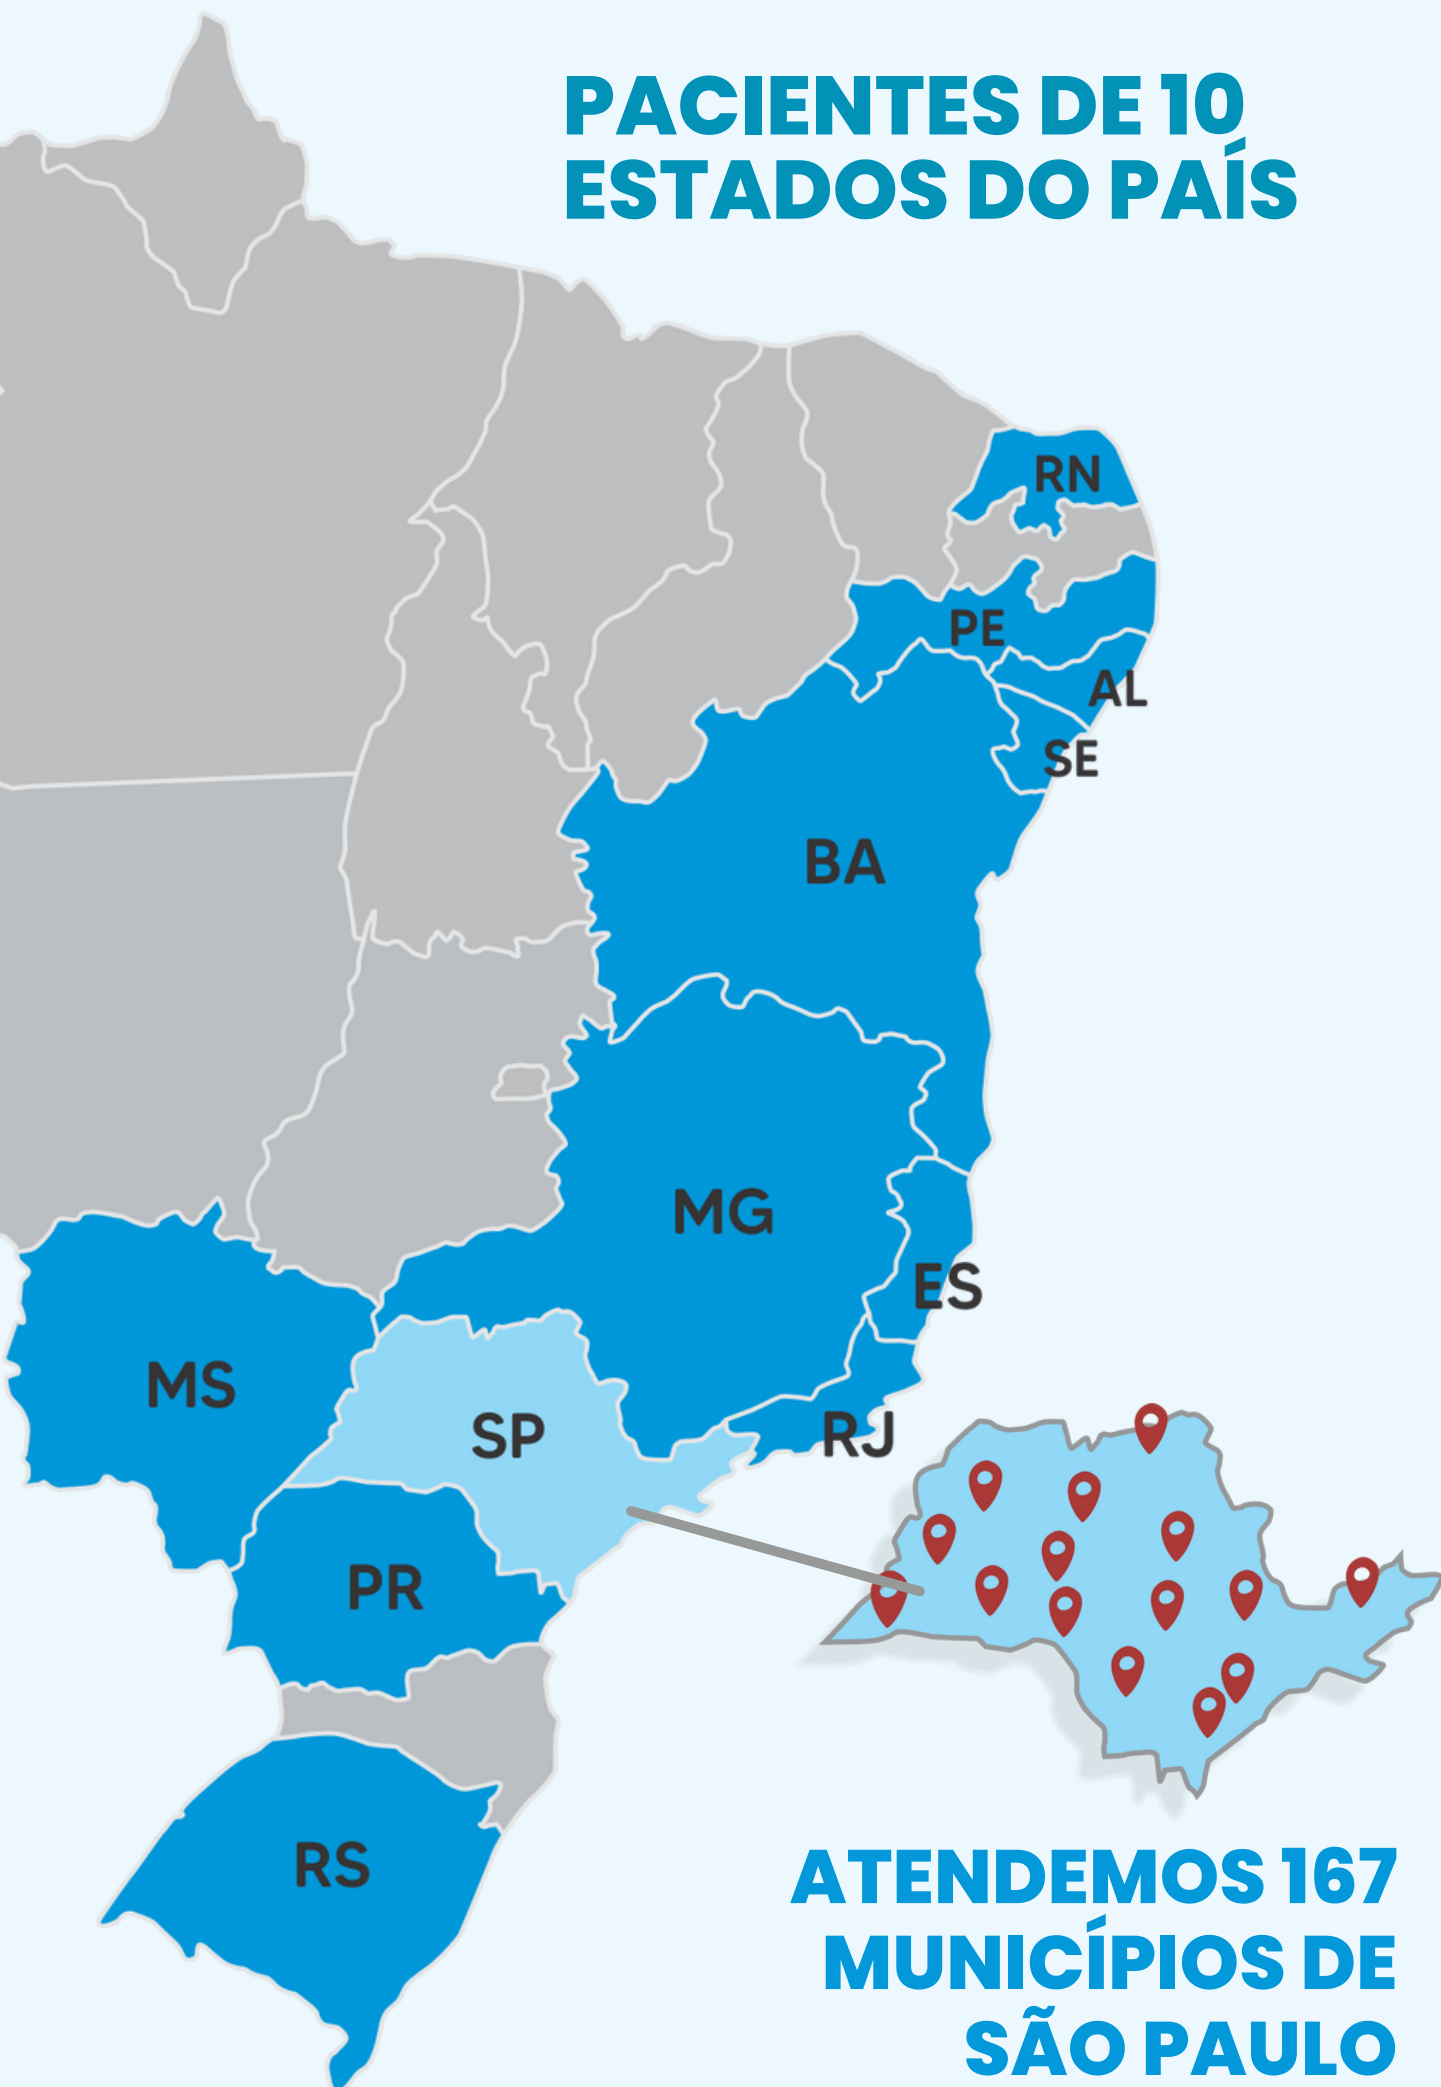 PACIENTES DE 10
ESTADOS DO PAÍS
RN
PE
AL
SE
BA
MG
ES
MS
SP
RJ
PR
RS
ATENDEMOS 167
MUNICÍPIOS DE
SÃO PAULO